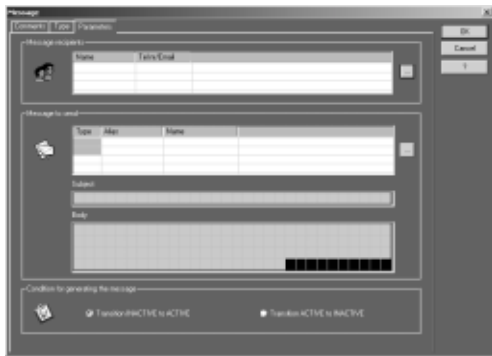 Message
Comments Type Parameters
OK
Cancel
?
Message recipients
Name Telm/Email
...
Message to send
Type Alias Name
...
Subject
Body
Condition for generating the message
Transition INACTIVE to ACTIVE Transition ACTIVE to INACTIVE